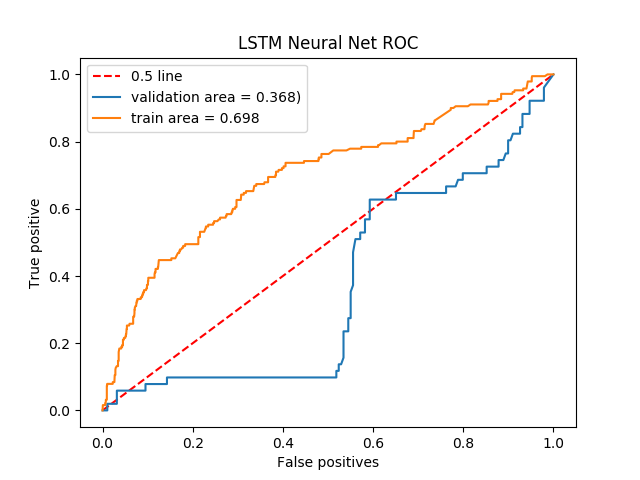 LSTM Neural Net ROC
0.5 line
validation area = 0.368)
train area = 0.698
True positive
1.0
0.8
0.6
0.4
0.2
0.0
0.0 0.2 0.4 0.6 0.8 1.0
False positives